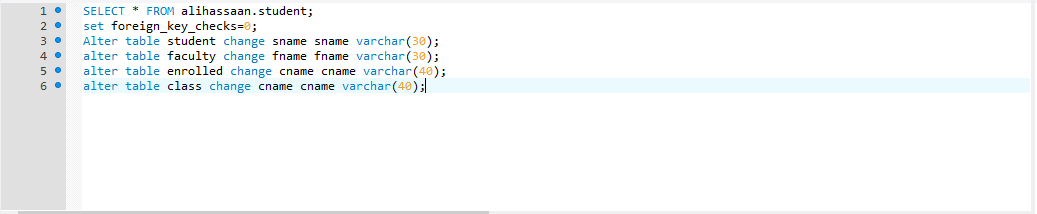 1 SELECT * FROM alihassaan.student;
2 set foreign_key_checks=0;
3 Alter table student change sname sname varchar(30);
4 alter table faculty change fname fname varchar(30);
5 alter table enrolled change cname cname varchar(40);
6 alter table class change cname cname varchar(40);